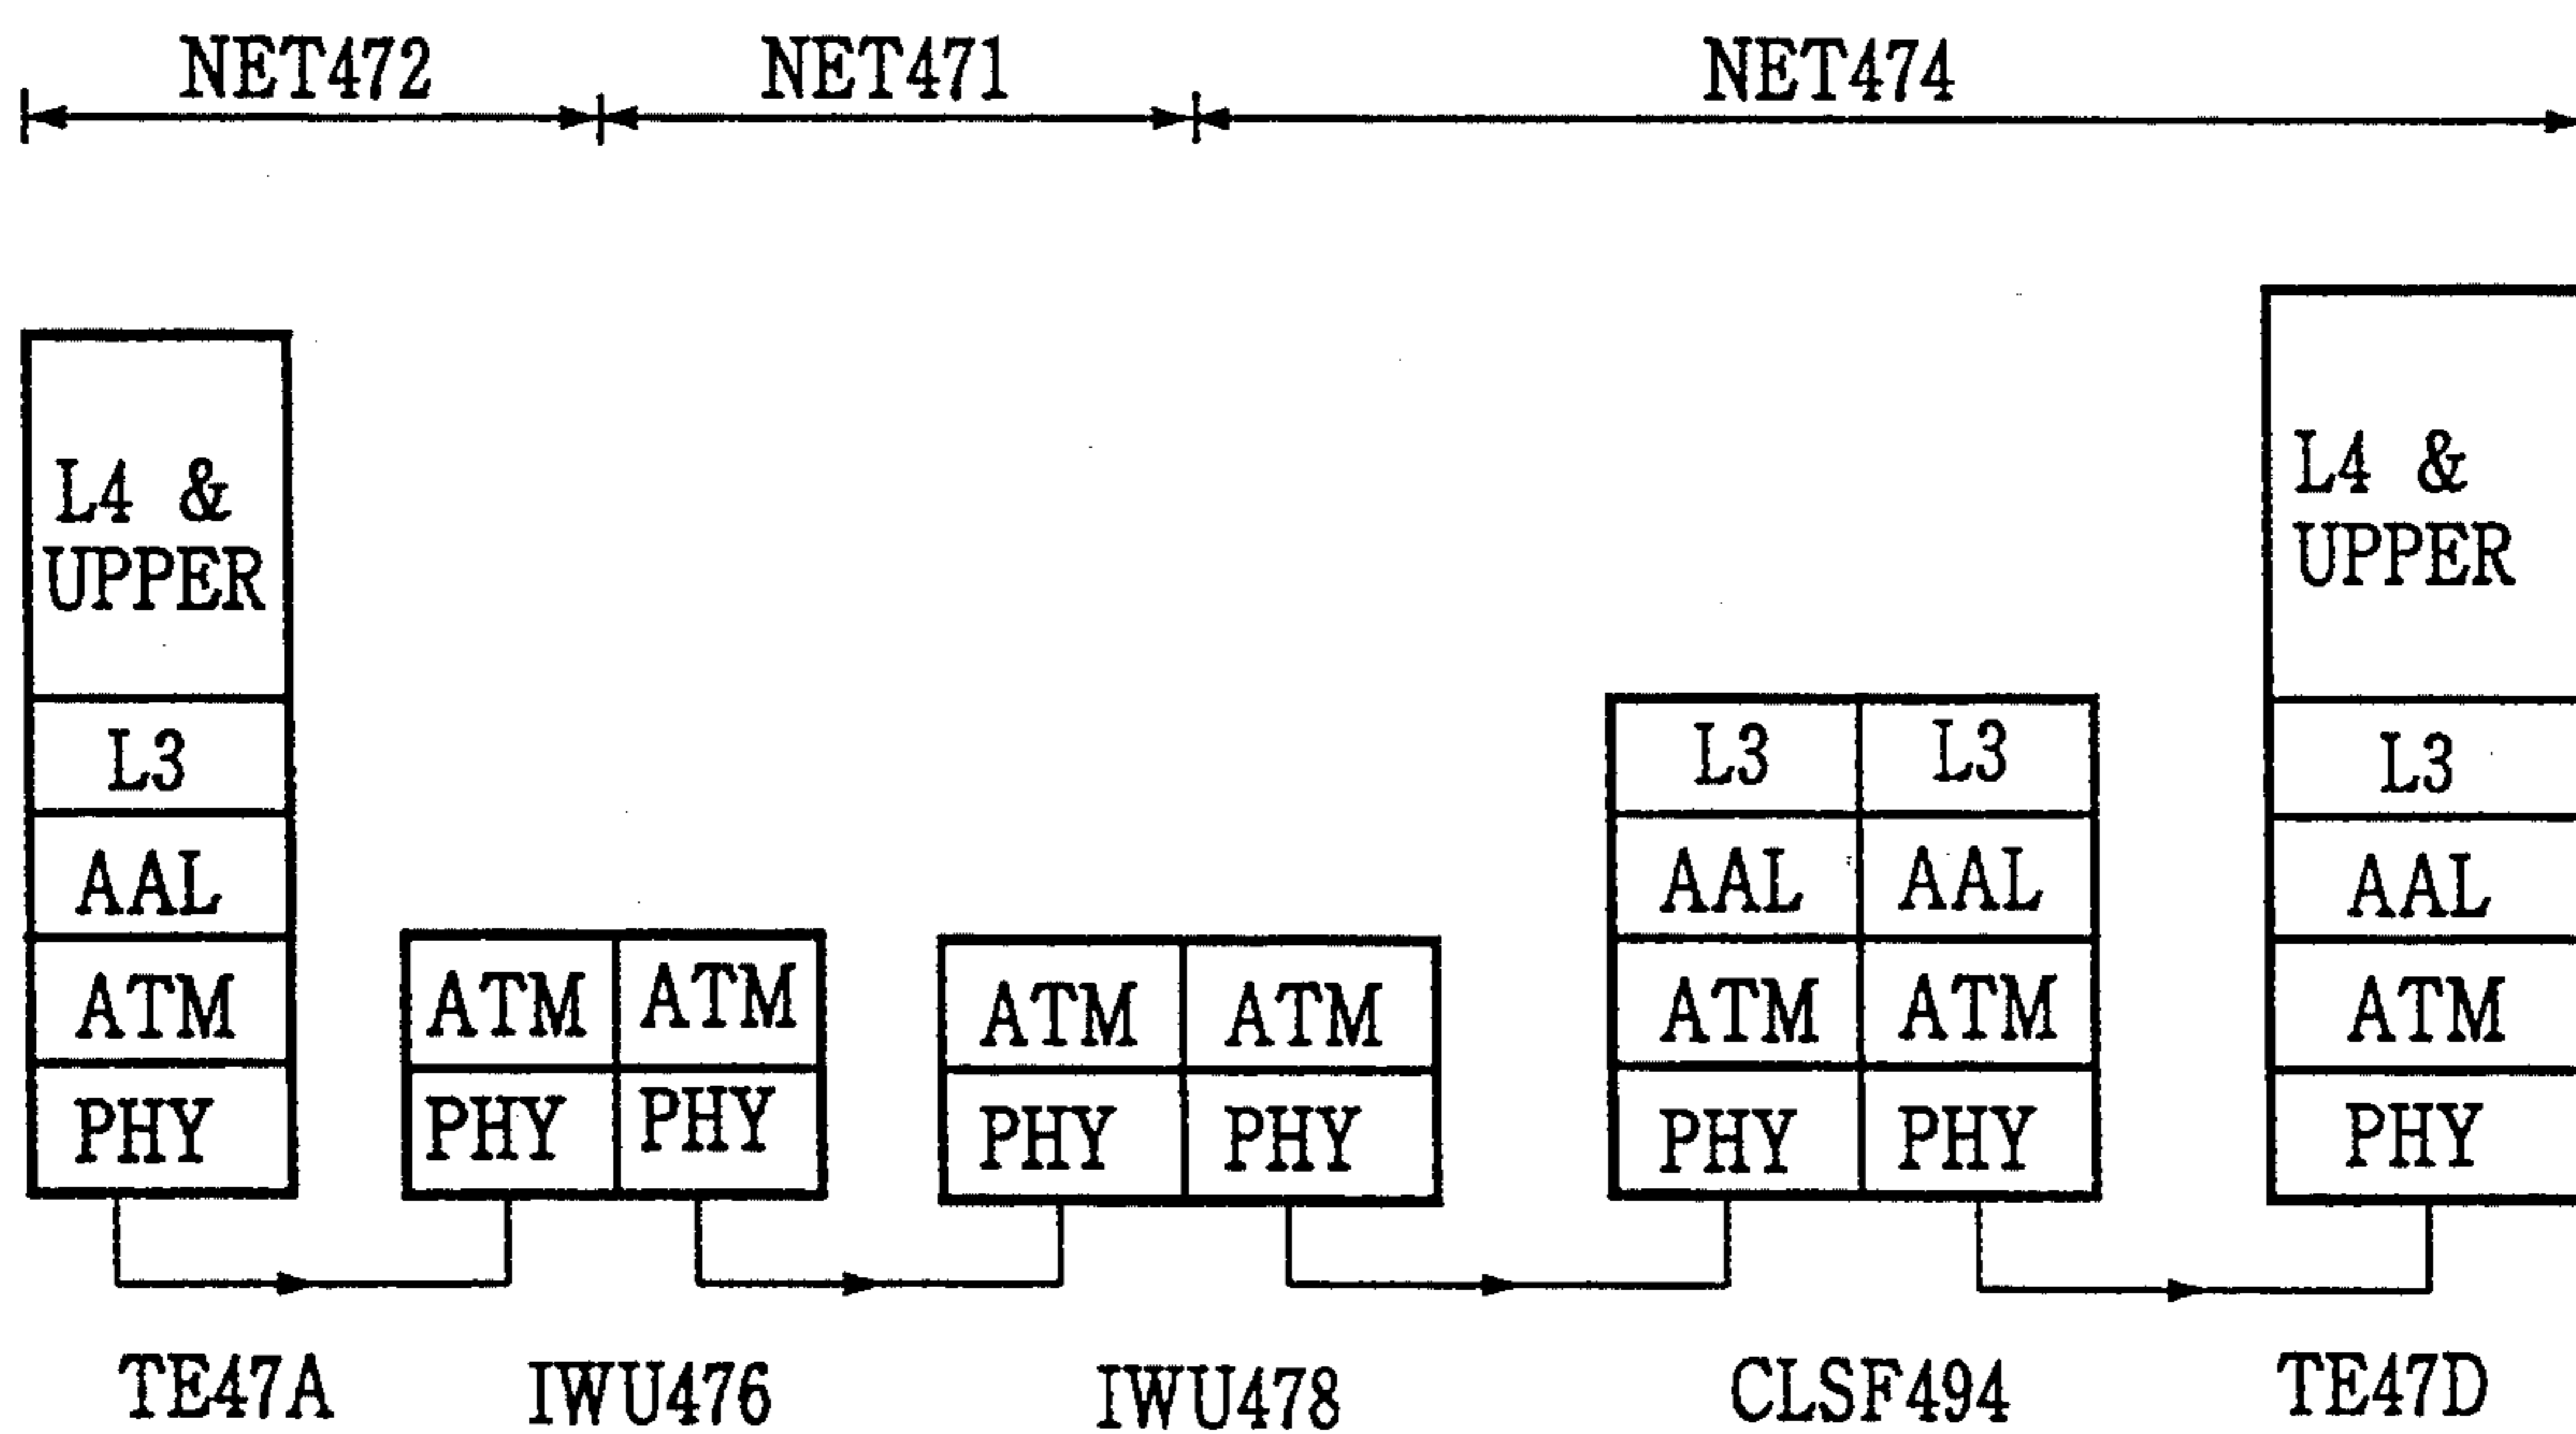 NET472 NET471 NET474
L4 &
UPPER
L3
AAL
ATM
PHY
ATM ATM
PHY PHY
ATM ATM
PHY PHY
L3 L3
AAL AAL
ATM ATM
PHY PHY
L4 &
UPPER
L3
AAL
ATM
PHY
TE47A IWU476 IWU478 CLSF494 TE47D